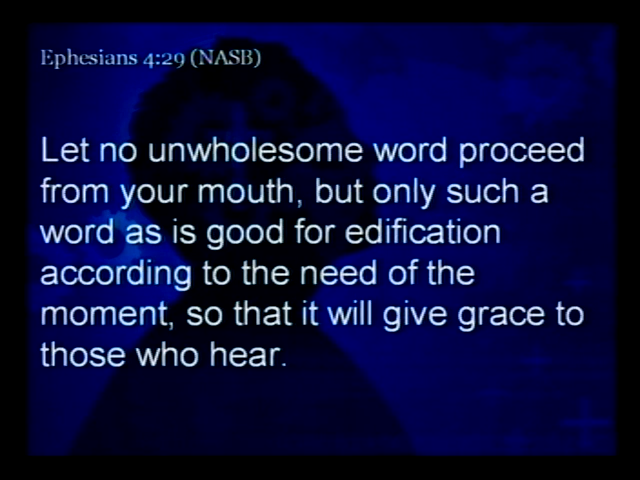 Ephesians 4:29 (NASB)
Let no unwholesome word proceed
from your mouth, but only such a
word as is good for edification
according to the need of the
moment, so that it will give grace to
those who hear.